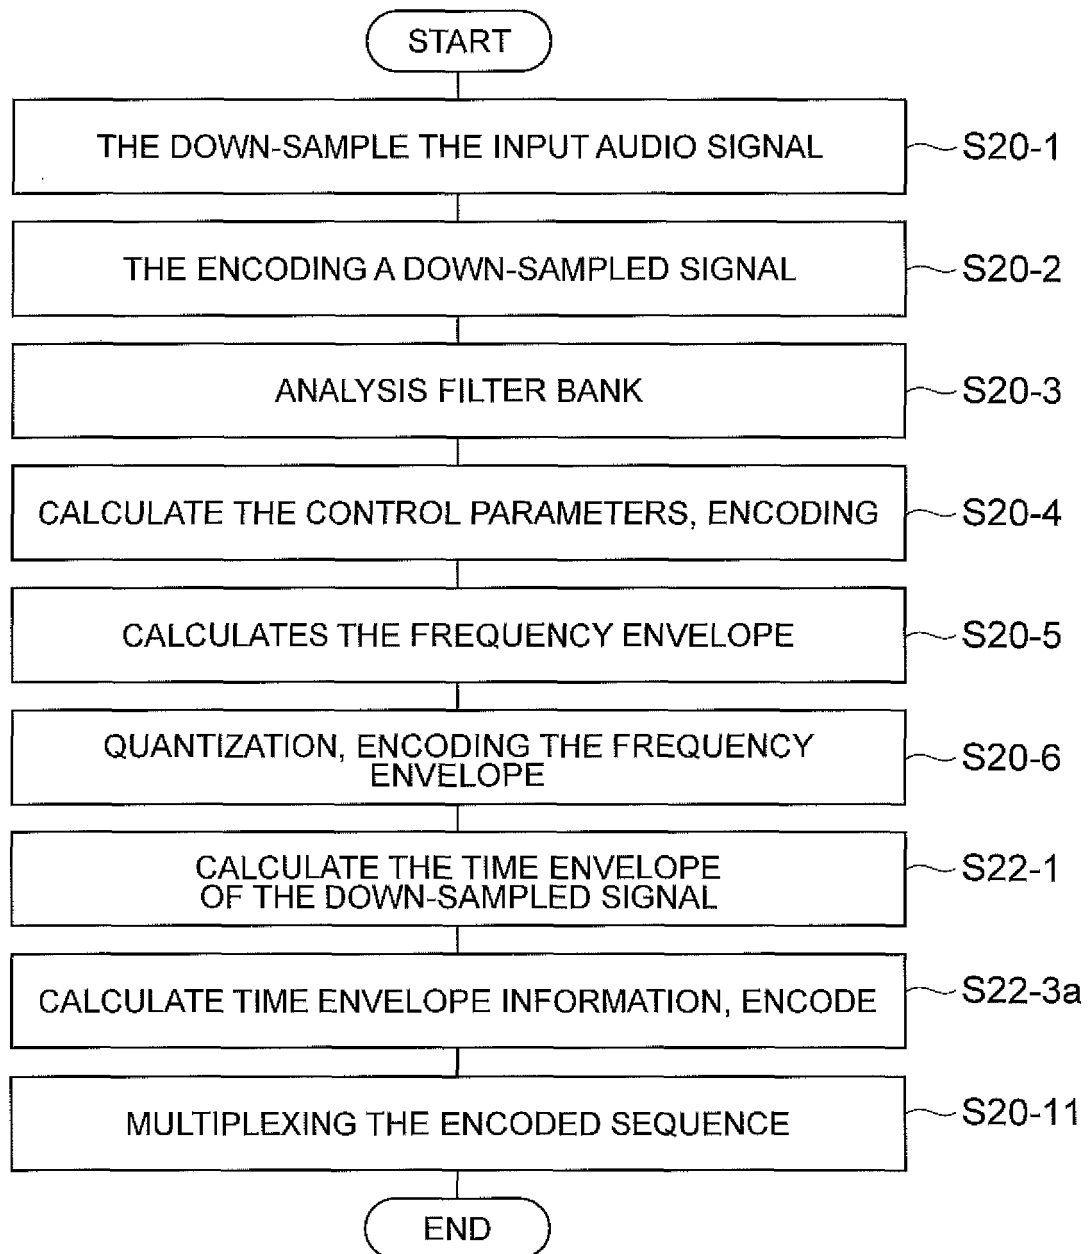 START
THE DOWN-SAMPLE THE INPUT AUDIO SIGNAL
S20-1
THE ENCODING A DOWN-SAMPLED SIGNAL
S20-2
ANALYSIS FILTER BANK
S20-3
CALCULATE THE CONTROL PARAMETERS, ENCODING
S20-4
CALCULATES THE FREQUENCY ENVELOPE
S20-5
QUANTIZATION, ENCODING THE FREQUENCY
ENVELOPE
S20-6
CALCULATE THE TIME ENVELOPE
OF THE DOWN-SAMPLED SIGNAL
S22-1
CALCULATE TIME ENVELOPE INFORMATION, ENCODE
S22-3a
MULTIPLEXING THE ENCODED SEQUENCE
S20-11
END